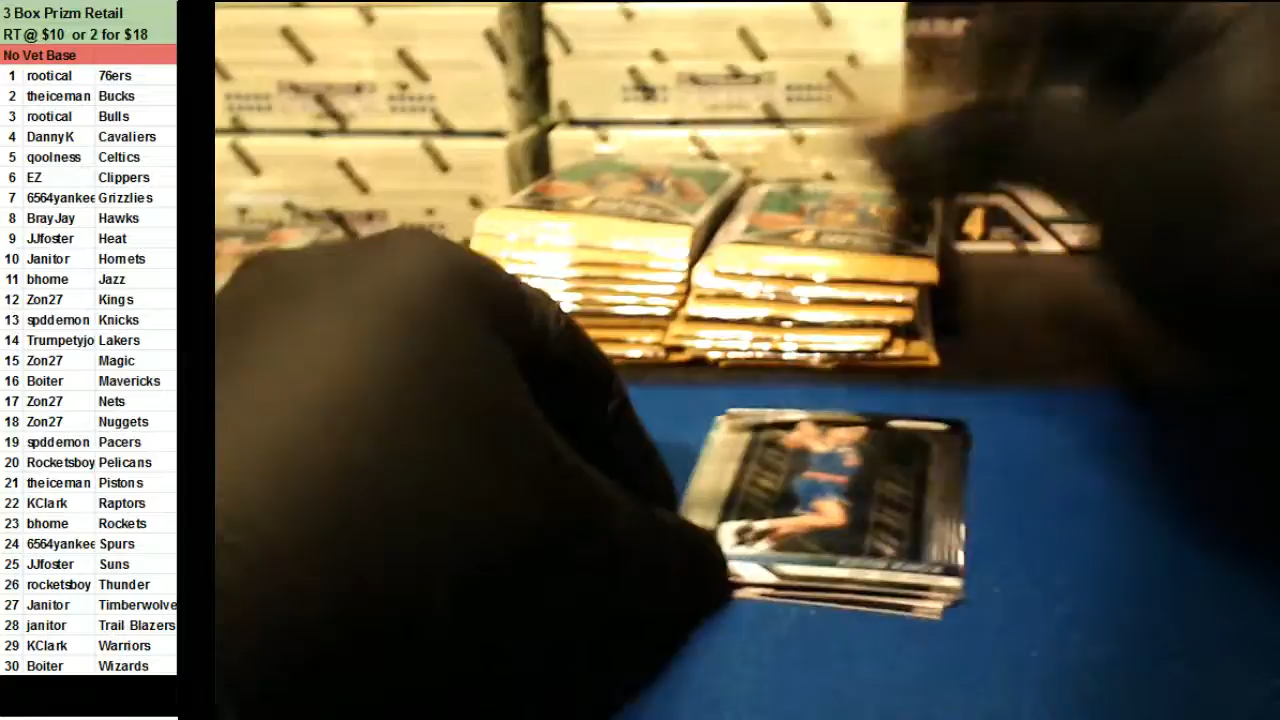 3 Box Prizm Retail
RT @ $10 or 2 for $18
No Vet Base
1 rootical 76ers
2 theiceman Bucks
3 rootical Bulls
4 DannyK Cavaliers
5 qoolness Celtics
6 EZ Clippers
7 6564yankee Grizzlies
8 BrayJay Hawks
9 JJfoster Heat
10 Janitor Hornets
11 bhome Jazz
12 Zon27 Kings
13 spddemon Knicks
14 Trumpetyjo Lakers
15 Zon27 Magic
16 Boiter Mavericks
17 Zon27 Nets
18 Zon27 Nuggets
19 spddemon Pacers
20 Rocketsboy Pelicans
21 theiceman Pistons
22 KClark Raptors
23 bhome Rockets
24 6564yankee Spurs
25 JJfoster Suns
26 rocketsboy Thunder
27 Janitor Timberwolve
28 janitor Trail Blazers
29 KClark Warriors
30 Boiter Wizards
4